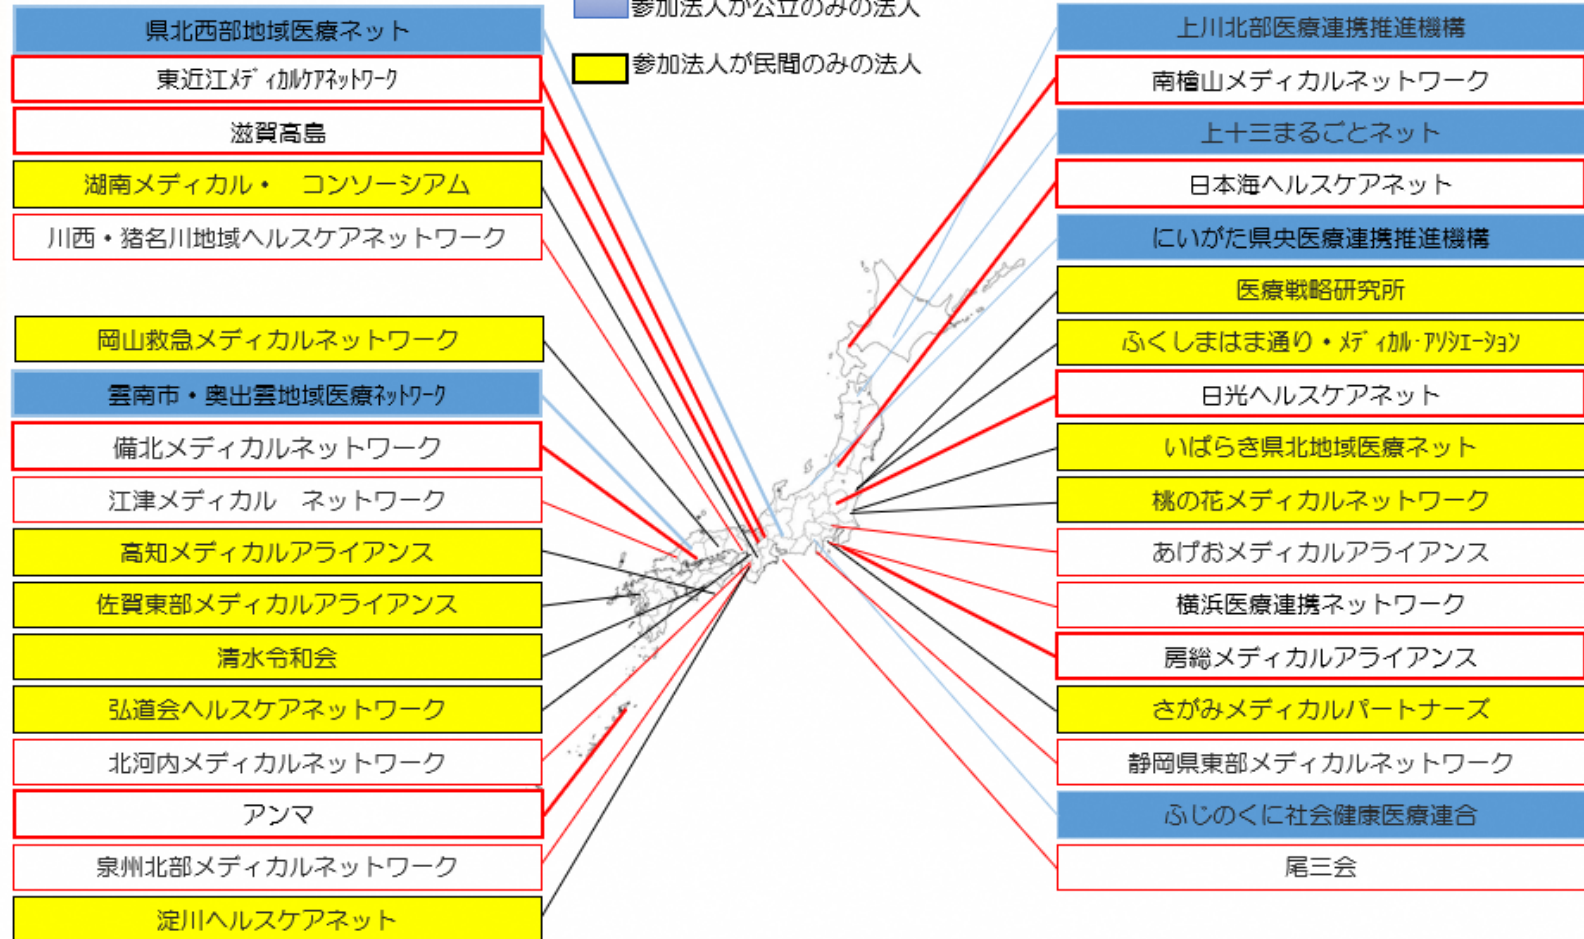 県北西部地域医療ネット
東近江ﾒﾃﾞｨｶﾙｹｱﾈｯﾄﾜｰｸ
滋賀高島
湖南メディカル・　コンソーシアム
川西・猪名川地域ヘルスケアネットワーク
岡山救急メディカルネットワーク
雲南市・奥出雲地域医療ﾈｯﾄﾜｰｸ
備北メディカルネットワーク
江津メディカル　ネットワーク
高知メディカルアライアンス
佐賀東部メディカルアライアンス
清水令和会
弘道会ヘルスケアネットワーク
北河内メディカルネットワーク
アンマ
泉州北部メディカルネットワーク
淀川ヘルスケアネット
参加法人が公立のみの法人
参加法人が民間のみの法人
上川北部医療連携推進機構
南檜山メディカルネットワーク
上十三まるごとネット
日本海ヘルスケアネット
にいがた県央医療連携推進機構
医療戦略研究所
ふくしまはま通り・ﾒﾃﾞｨｶﾙ･ｱｿｼｴｰｼｮﾝ
日光ヘルスケアネット
いばらき県北地域医療ネット
桃の花メディカルネットワーク
あげおメディカルアライアンス
横浜医療連携ネットワーク
房総メディカルアライアンス
さがみメディカルパートナーズ
静岡県東部メディカルネットワーク
ふじのくに社会健康医療連合
尾三会